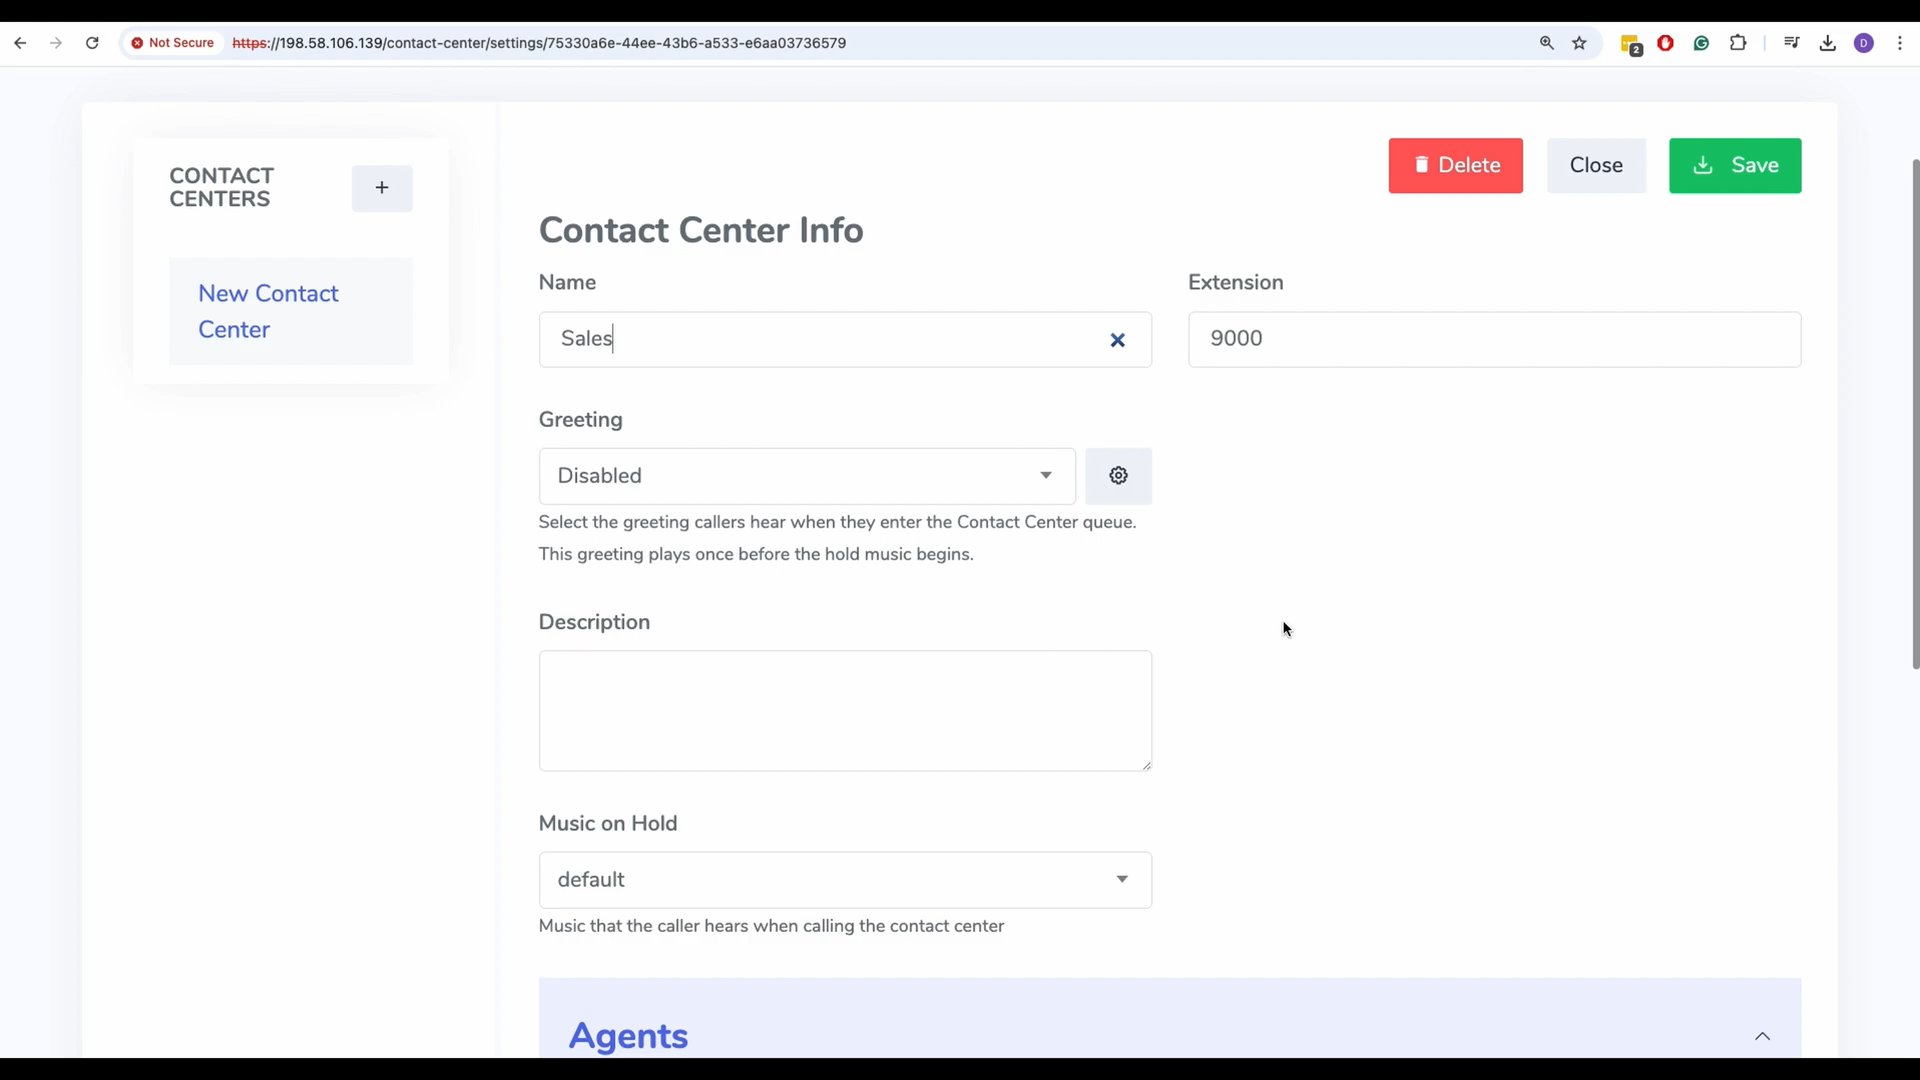 Not Secure
https://198.58.106.139/contact-center/settings/75330a6e-44ee-43b6-a533-e6aa03736579
2
D
CONTACT
CENTERS
+
New Contact
Center
Delete
Close
Save
Contact Center Info
Name
Extension
Sales
9000
Greeting
Disabled
Select the greeting callers hear when they enter the Contact Center queue.
This greeting plays once before the hold music begins.
Description
Music on Hold
default
Music that the caller hears when calling the contact center
Agents